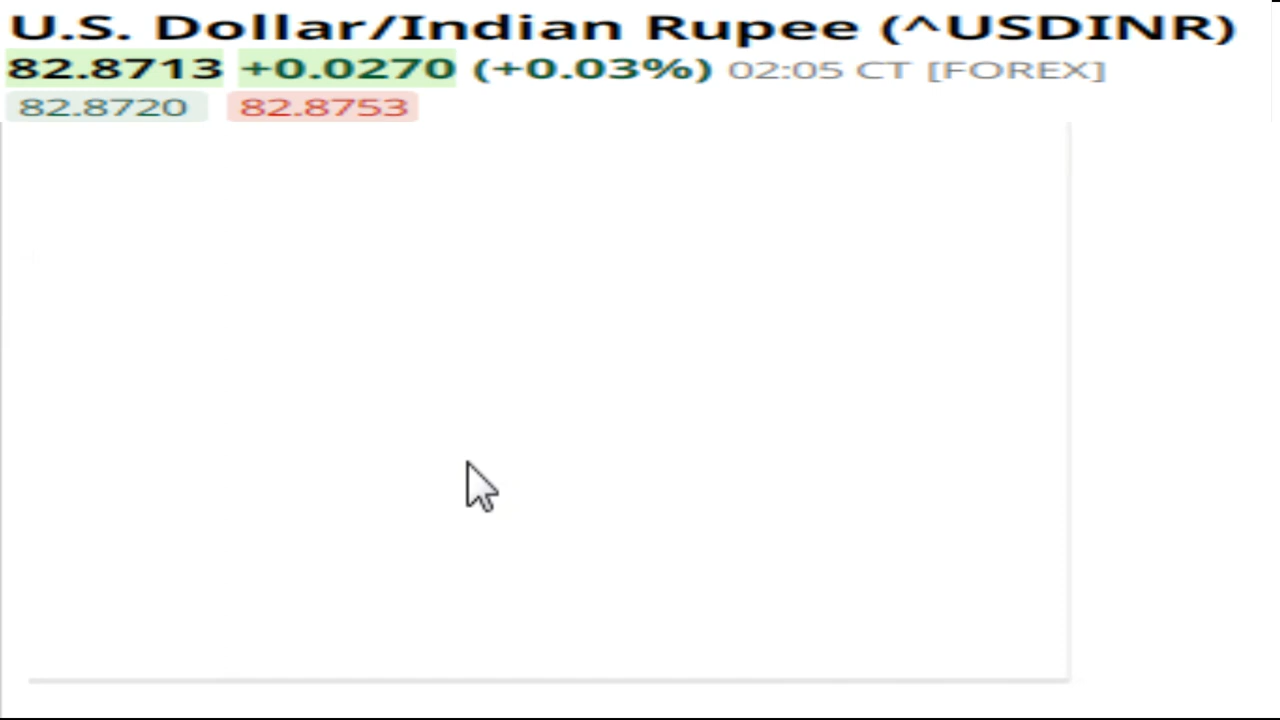 U.S. Dollar/Indian Rupee (^USDINR)
82.8713 +0.0270 (+0.03%) 02:05 CT [FOREX]
82.8720 82.8753